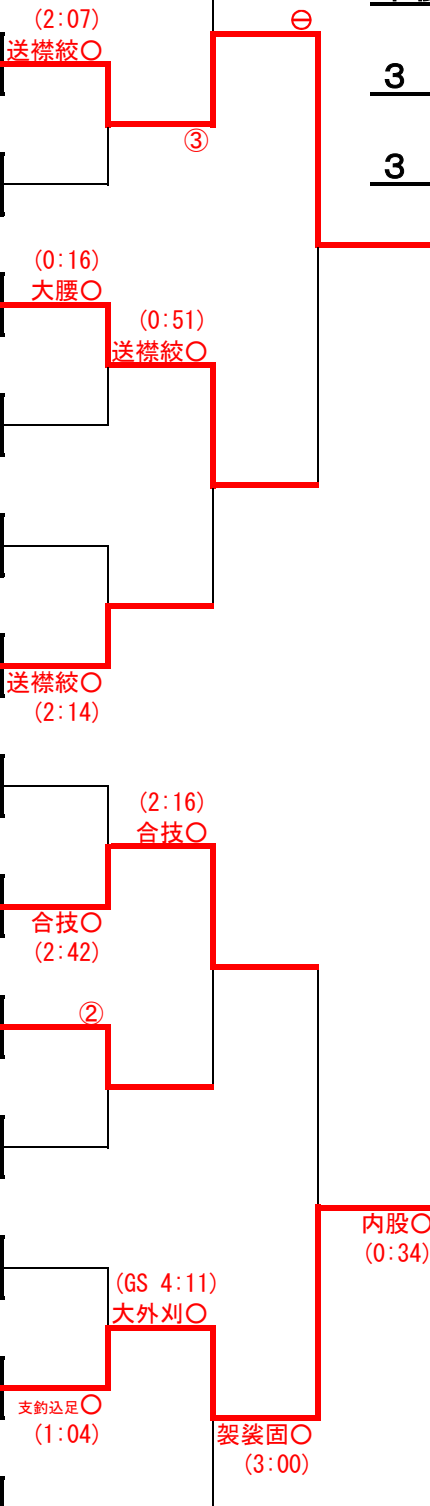 (2:07)
送襟絞○
⊖
3
③
3
(0:16)
大腰○
(0:51)
送襟絞○
送襟絞○
(2:14)
(2:16)
合技○
合技○
(2:42)
②
内股○
(0:34)
(GS 4:11)
大外刈○
支釣込足○
(1:04)
袈裟固○
(3:00)